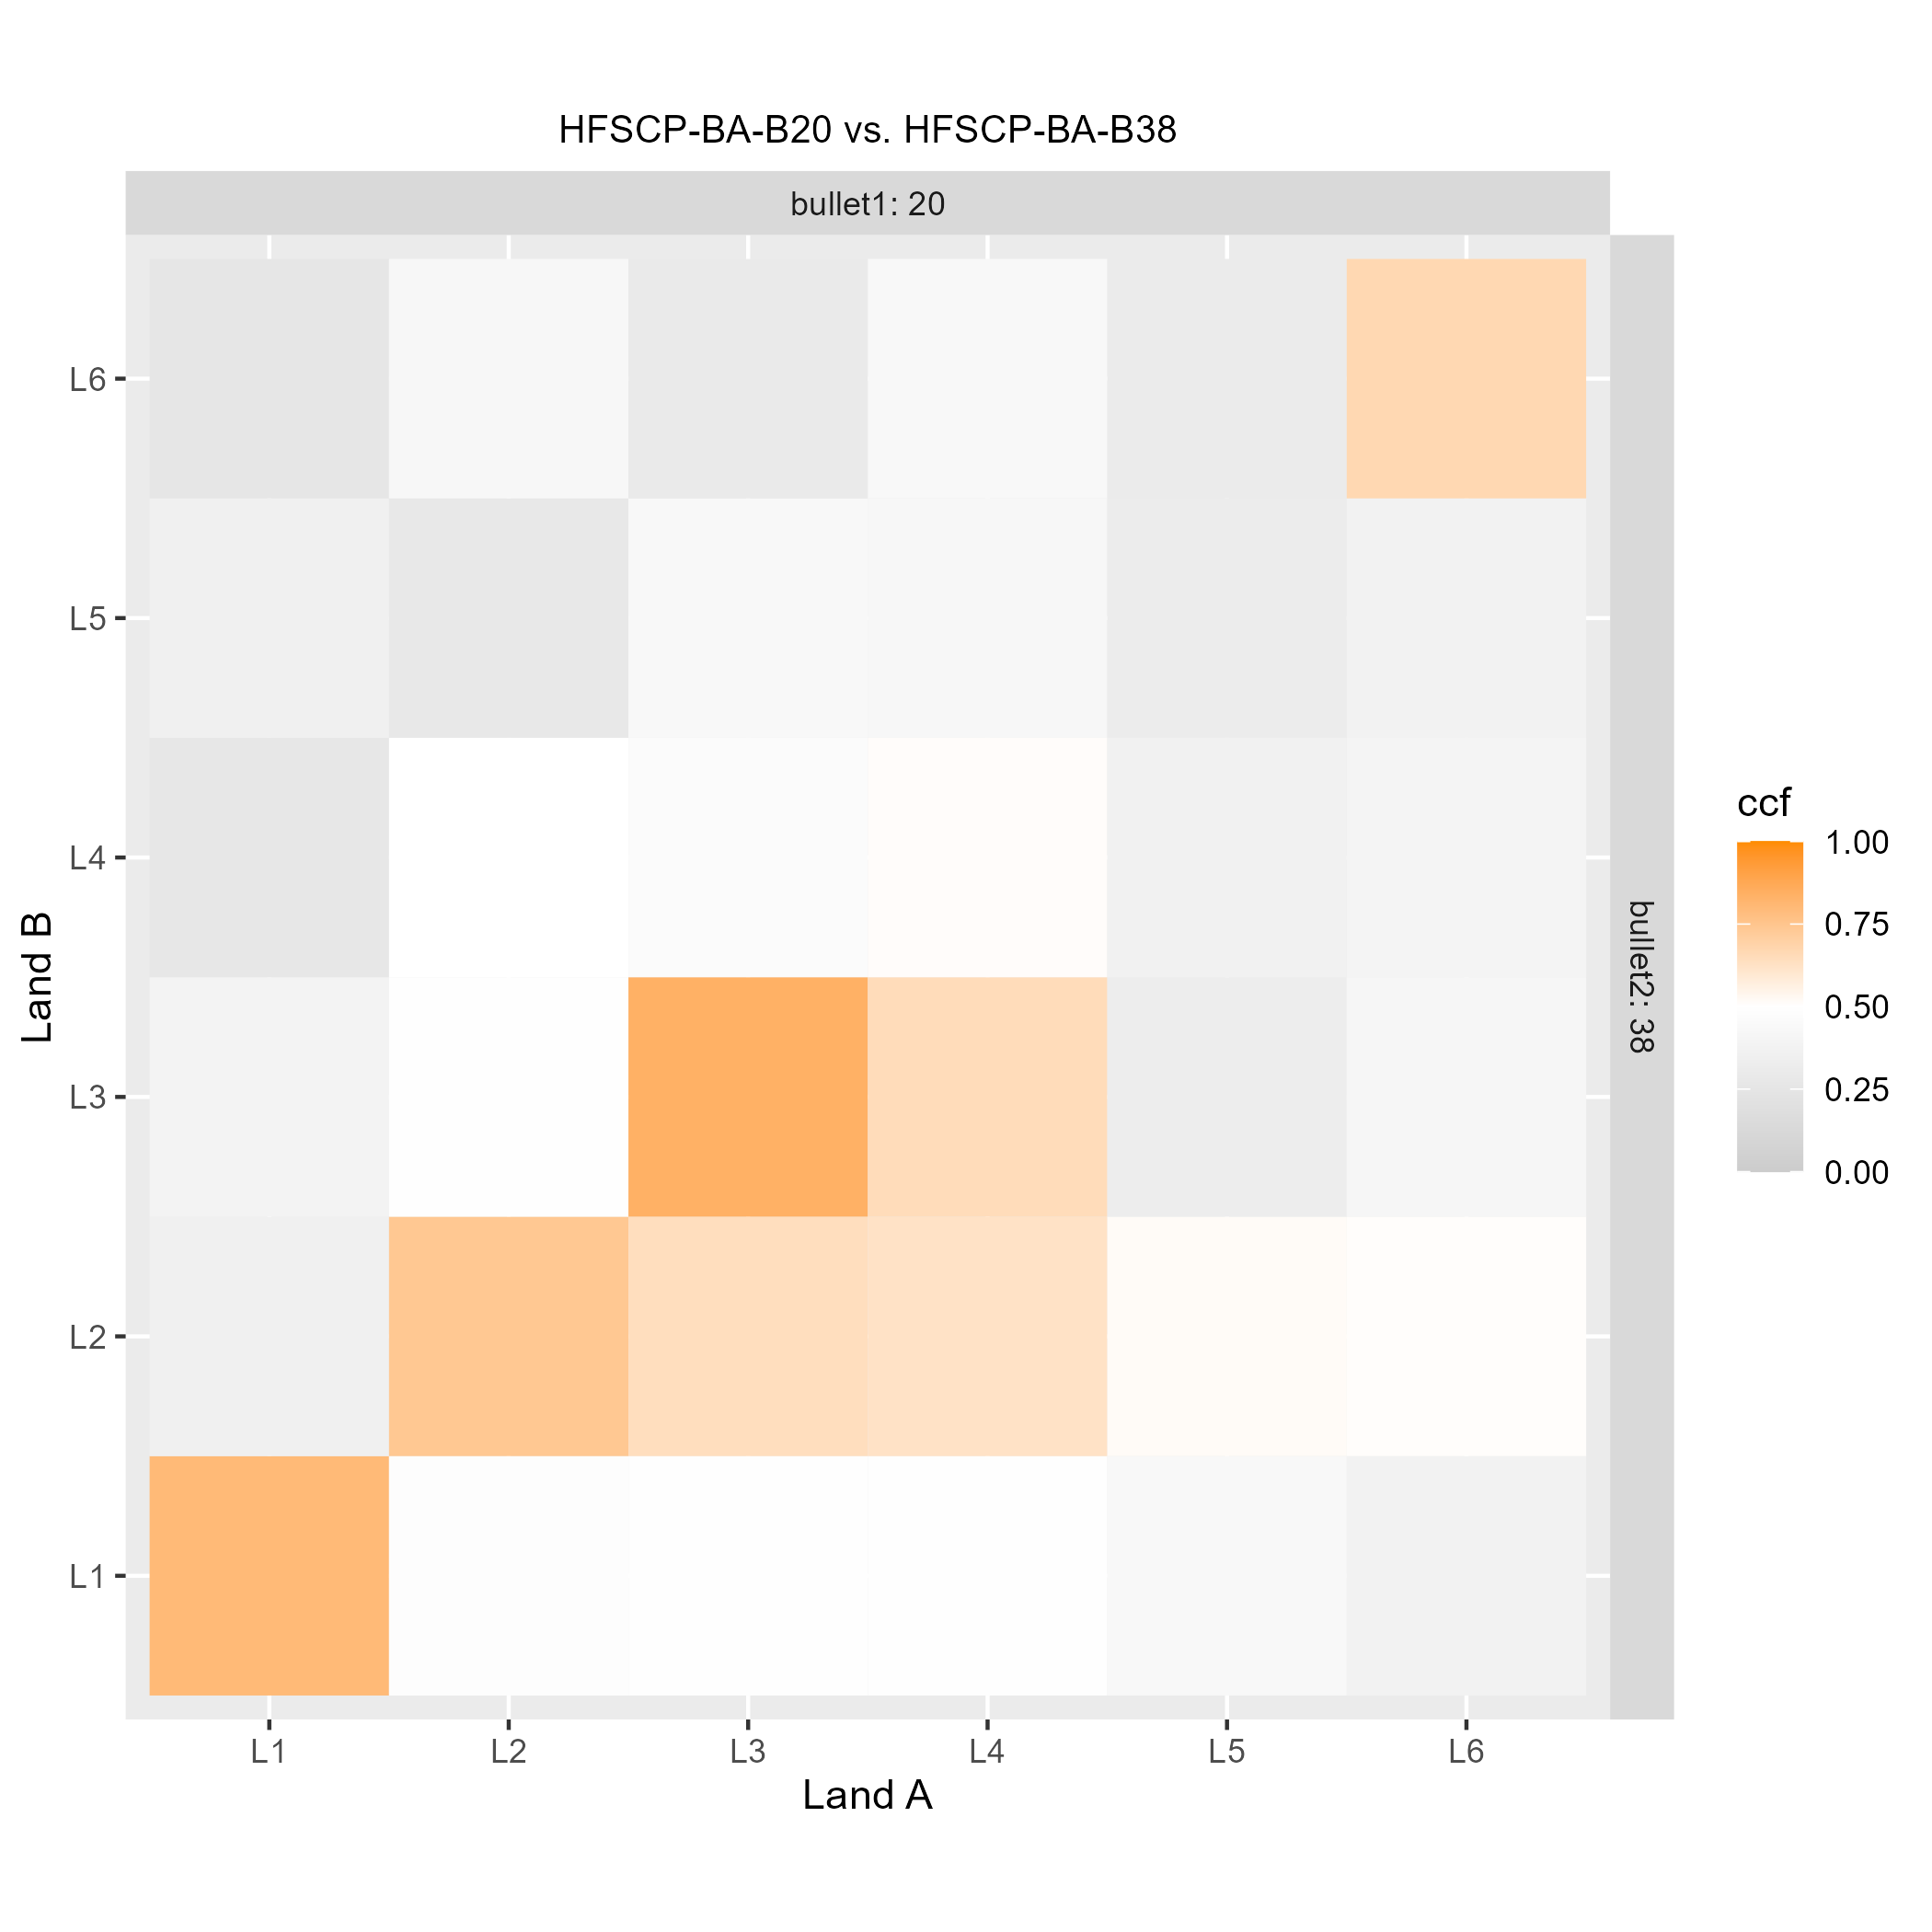 HFSCP-BA-B20 vs. HFSCP-BA-B38
bullet1: 20
L6
L5
L4
L3
L2
L1
Land B
bullet2: 38
ccf
1.00
0.75
0.50
0.25
0.00
L1 L2 L3 L4 L5 L6
Land A